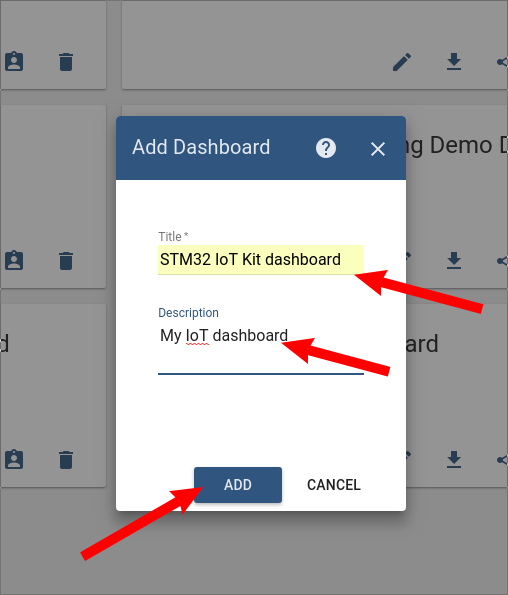 Add Dashboard
ng Demo D
Title *
STM32 IoT Kit dashboard
Description
My IoT dashboard
d
ard
ADD
CANCEL